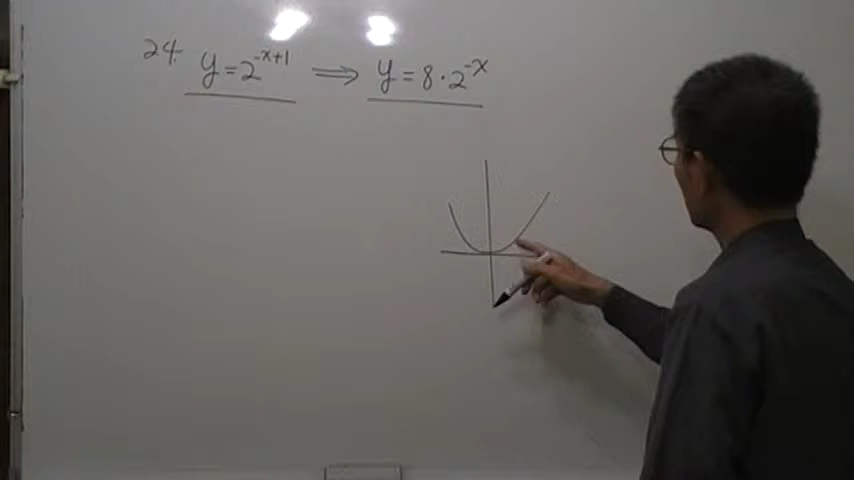 24. y=2^{-x+1} ⟹ y=8·2^{-x}